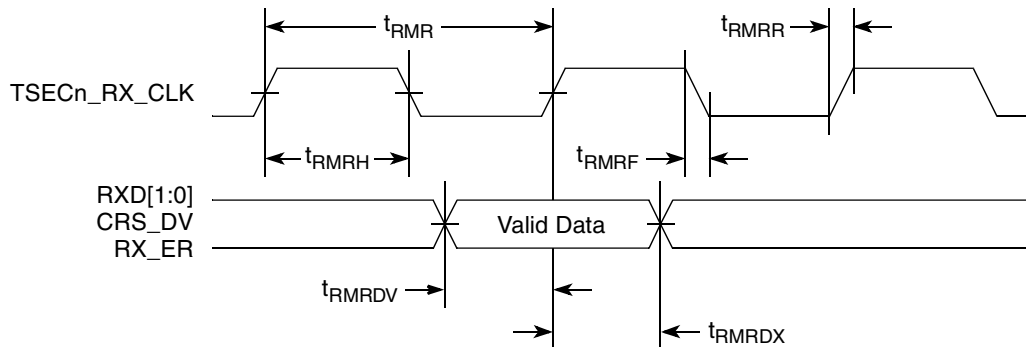 tRMR
tRMRR
TSECn_RX_CLK
tRMRH
tRMRF
RXD[1:0]
CRS_DV
Valid Data
RX_ER
tRMRDV
tRMRDX